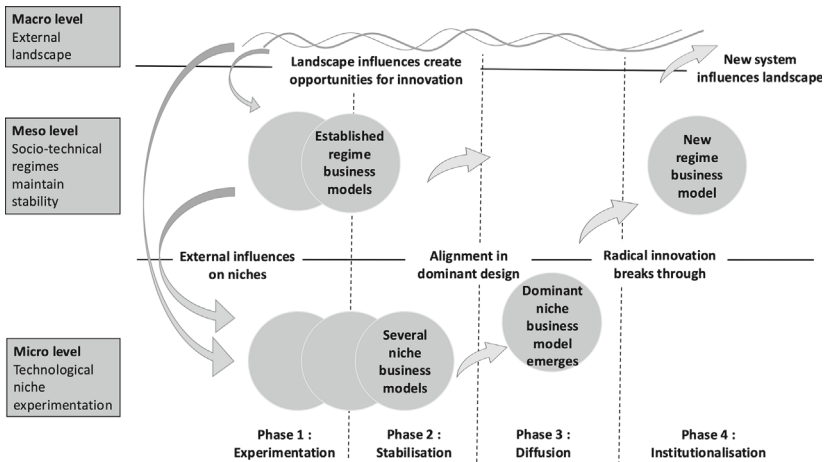 Macro level
External
landscape
Landscape influences create
opportunities for innovation
New system
influences landscape
Meso level
Socio-technical
regimes
maintain
stability
Established
regime
business
models
New
regime
business
model
External influences
on niches
Alignment in
dominant design
Radical innovation
breaks through
Micro level
Technological
niche
experimentation
Several
niche
business
models
Dominant
niche
business
model
emerges
Phase 1 :
Experimentation
Phase 2 :
Stabilisation
Phase 3 :
Diffusion
Phase 4 :
Institutionalisation